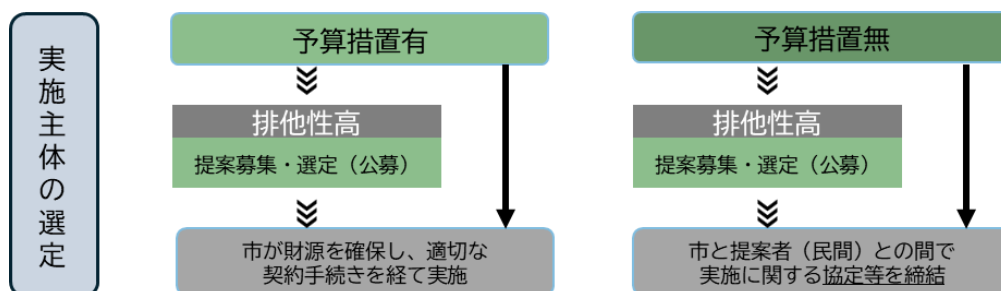 実施主体の選定
予算措置有
排他性高
提案募集・選定（公募）
市が財源を確保し、適切な
契約手続きを経て実施
予算措置無
排他性高
提案募集・選定（公募）
市と提案者（民間）との間で
実施に関する協定等を締結